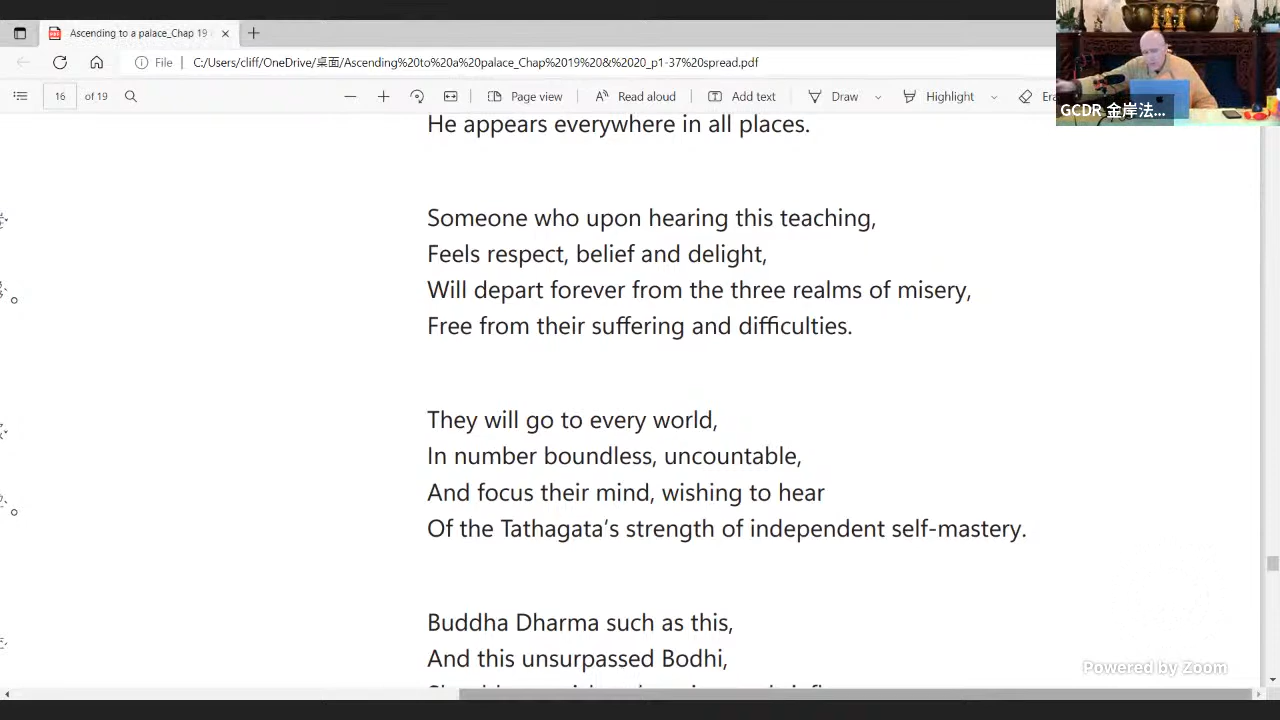 Ascending to a palace_Chap 19
File
C:/Users/cliff/OneDrive/桌面/Ascending%20to%20a%20palace_Chap%2019%20&%2020_p1-37%20spread.pdf
16 of 19
Page view
Read aloud
Add text
Draw
Highlight
Era
GCDR 金岸法...
He appears everywhere in all places.
Someone who upon hearing this teaching,
Feels respect, belief and delight,
Will depart forever from the three realms of misery,
Free from their suffering and difficulties.
They will go to every world,
In number boundless, uncountable,
And focus their mind, wishing to hear
Of the Tathagata's strength of independent self-mastery.
Buddha Dharma such as this,
And this unsurpassed Bodhi,
Powered by Zoom